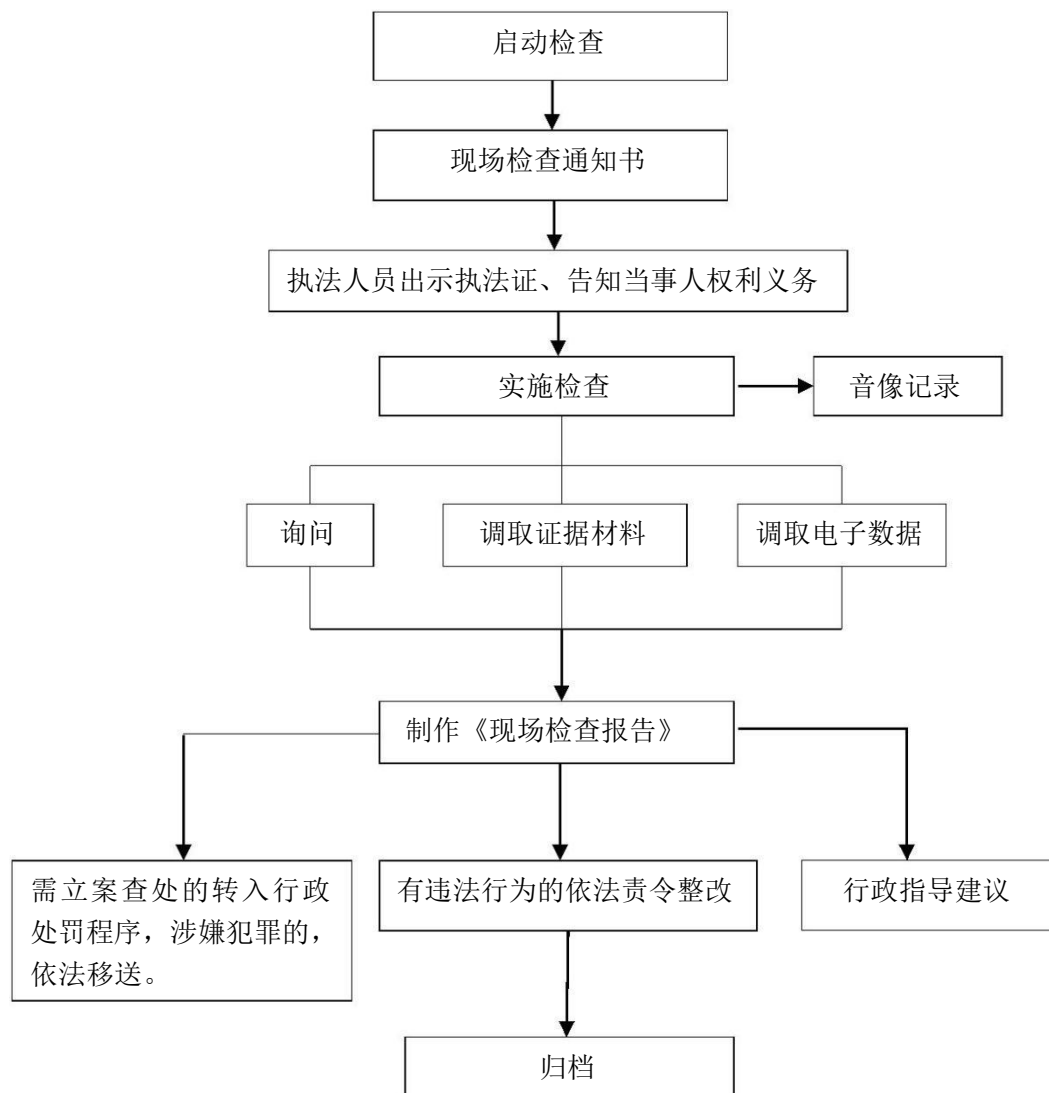 启动检查
现场检查通知书
执法人员出示执法证、告知当事人权利义务
实施检查
音像记录
询问
调取证据材料
调取电子数据
制作《现场检查报告》
需立案查处的转入行政
处罚程序，涉嫌犯罪的，
依法移送。
有违法行为的依法责令整改
行政指导建议
归档